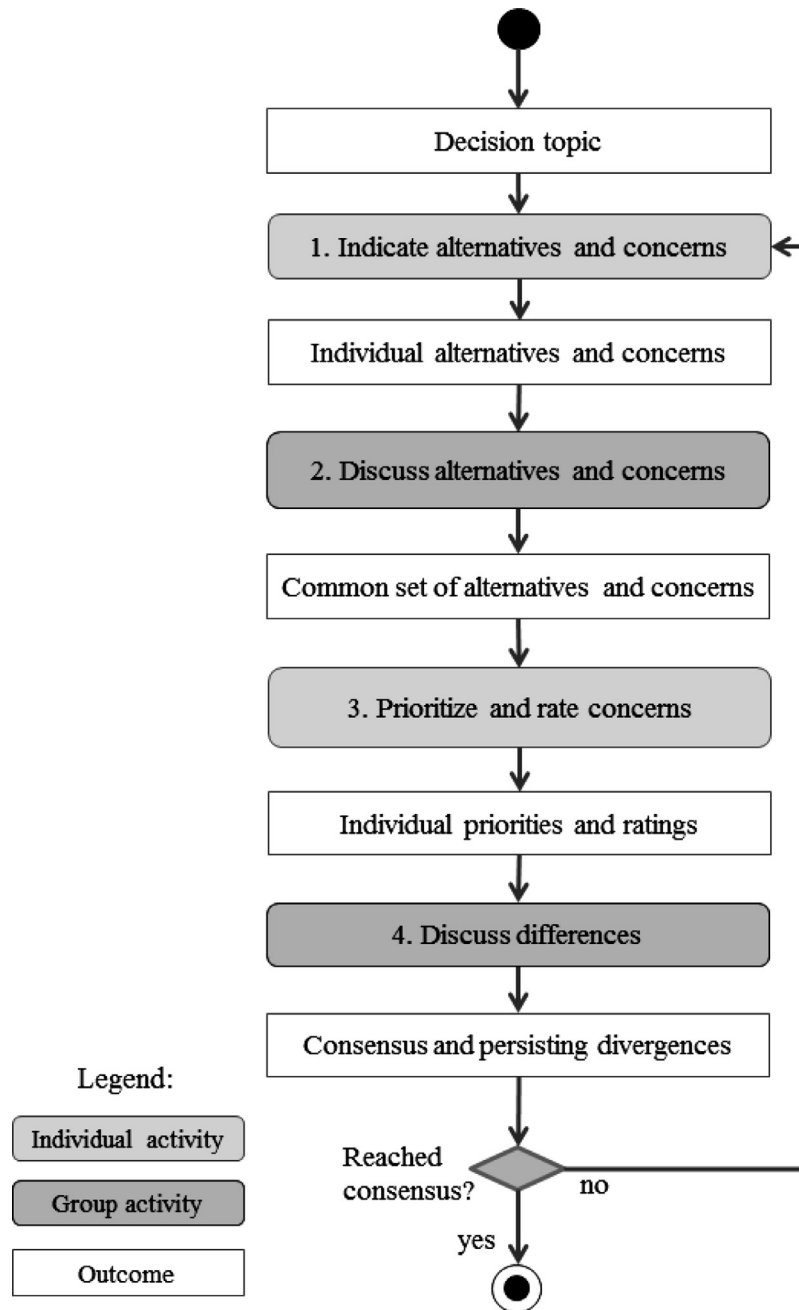 Decision topic
1. Indicate alternatives and concerns
Individual alternatives and concerns
2. Discuss alternatives and concerns
Common set of alternatives and concerns
3. Prioritize and rate concerns
Individual priorities and ratings
4. Discuss differences
Consensus and persisting divergences
Reached
consensus?
no
yes
Legend:
Individual activity
Group activity
Outcome